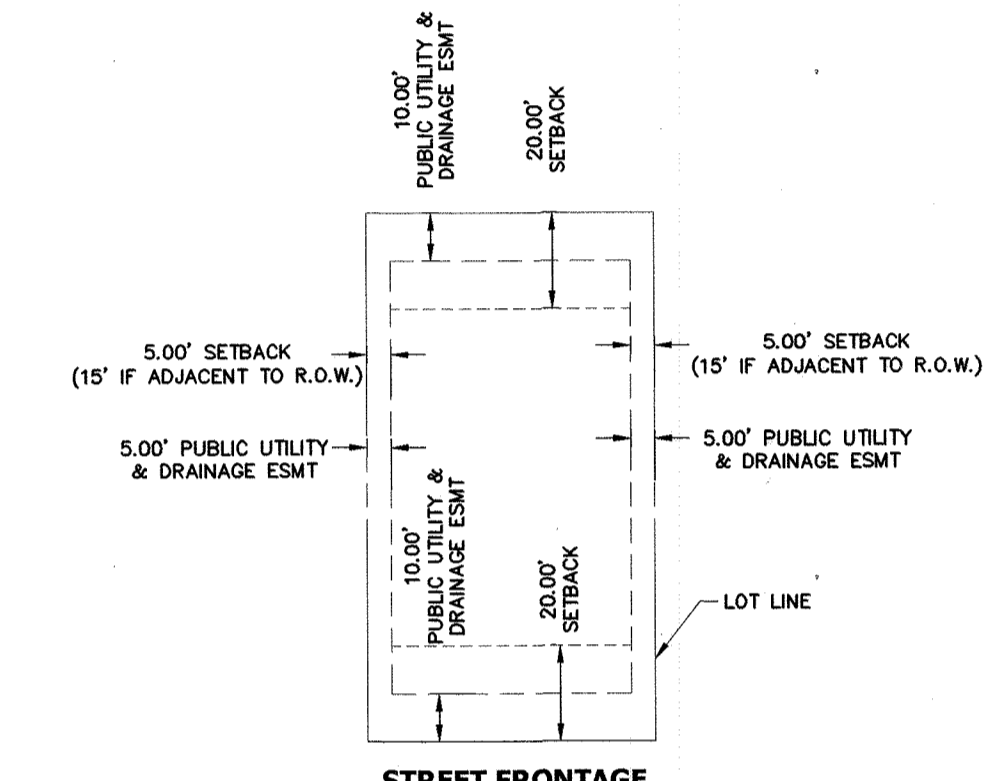 10.00'
PUBLIC UTILITY &
DRAINAGE ESMT
20.00'
SETBACK
5.00' SETBACK
(15' IF ADJACENT TO R.O.W.)
5.00' SETBACK
(15' IF ADJACENT TO R.O.W.)
5.00' PUBLIC UTILITY
& DRAINAGE ESMT
5.00' PUBLIC UTILITY
& DRAINAGE ESMT
10.00'
PUBLIC UTILITY &
DRAINAGE ESMT
20.00'
SETBACK
LOT LINE
STREET FRONTAGE